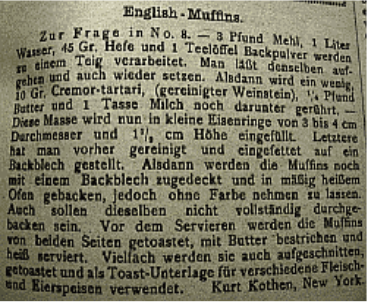 English-Muffins.
Zur Frage in No. 8. — 3 Pfund Mehl, 1 Liter
Wasser, 45 Gr. Hefe und 1 Teelöffel Backpulver werden
zu einem Teig verarbeitet. Man läßt denselben auf-
gehen und auch wieder setzen. Alsdann wird ein wenig,
10 Gr. Cremor-tartari, (gereinigter Weinstein), ¼ Pfund
Butter und 1 Tasse Milch noch darunter gerührt. —
Diese Masse wird nun in kleine Eisenringe von 3 bis 4 cm
Durchmesser und 1½ cm Höhe eingefüllt. Letztere
hat man vorher gereinigt und eingefettet auf ein
Backblech gestellt. Alsdann werden die Muffins noch
mit einem Backblech zugedeckt und in mäßig heißem
Ofen gebacken, jedoch ohne Farbe nehmen zu lassen.
Auch sollen dieselben nicht vollständig durchge-
backen sein. Vor dem Servieren werden die Muffins
von beiden Seiten getoastet, mit Butter bestrichen und
heiß serviert. Vielfach werden sie auch aufgeschnitten,
getoastet und als Toast-Unterlage für verschiedene Fleisch-
und Eierspeisen verwendet. Kurt Kothen, New York.